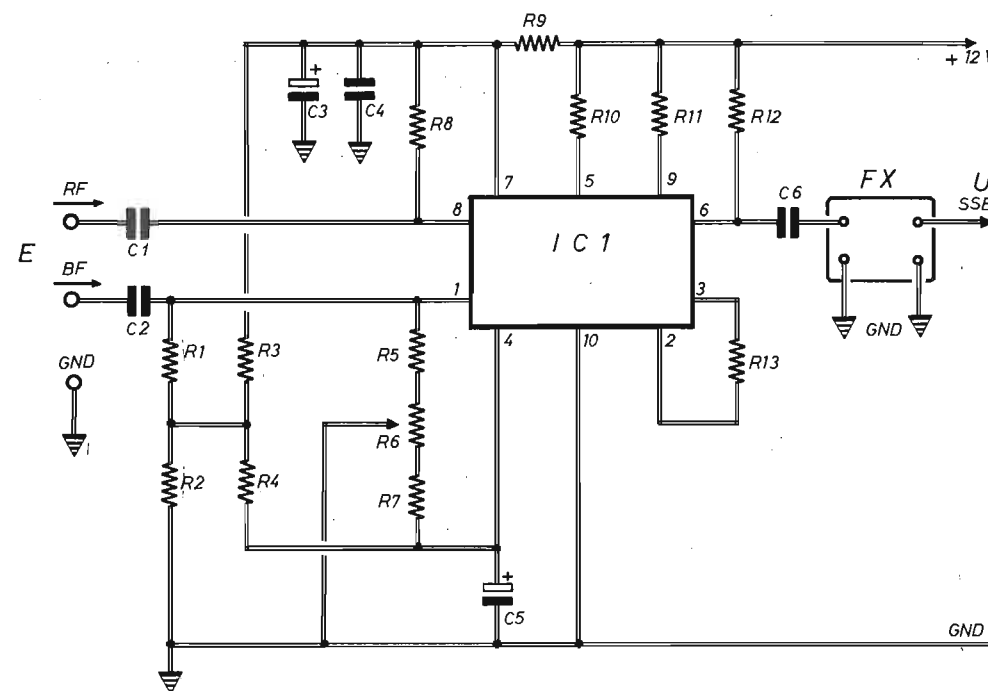 R9
+ 12 V
+
C3
C4
R8
R10
R11
R12
7
5
9
FX
U
SSB
RF
8
IC1
6
C6
E
C1
BF
1
3
C2
4
10
2
GND
R1
R3
R5
R13
GND
R6
R2
R4
R7
+
C5
GND